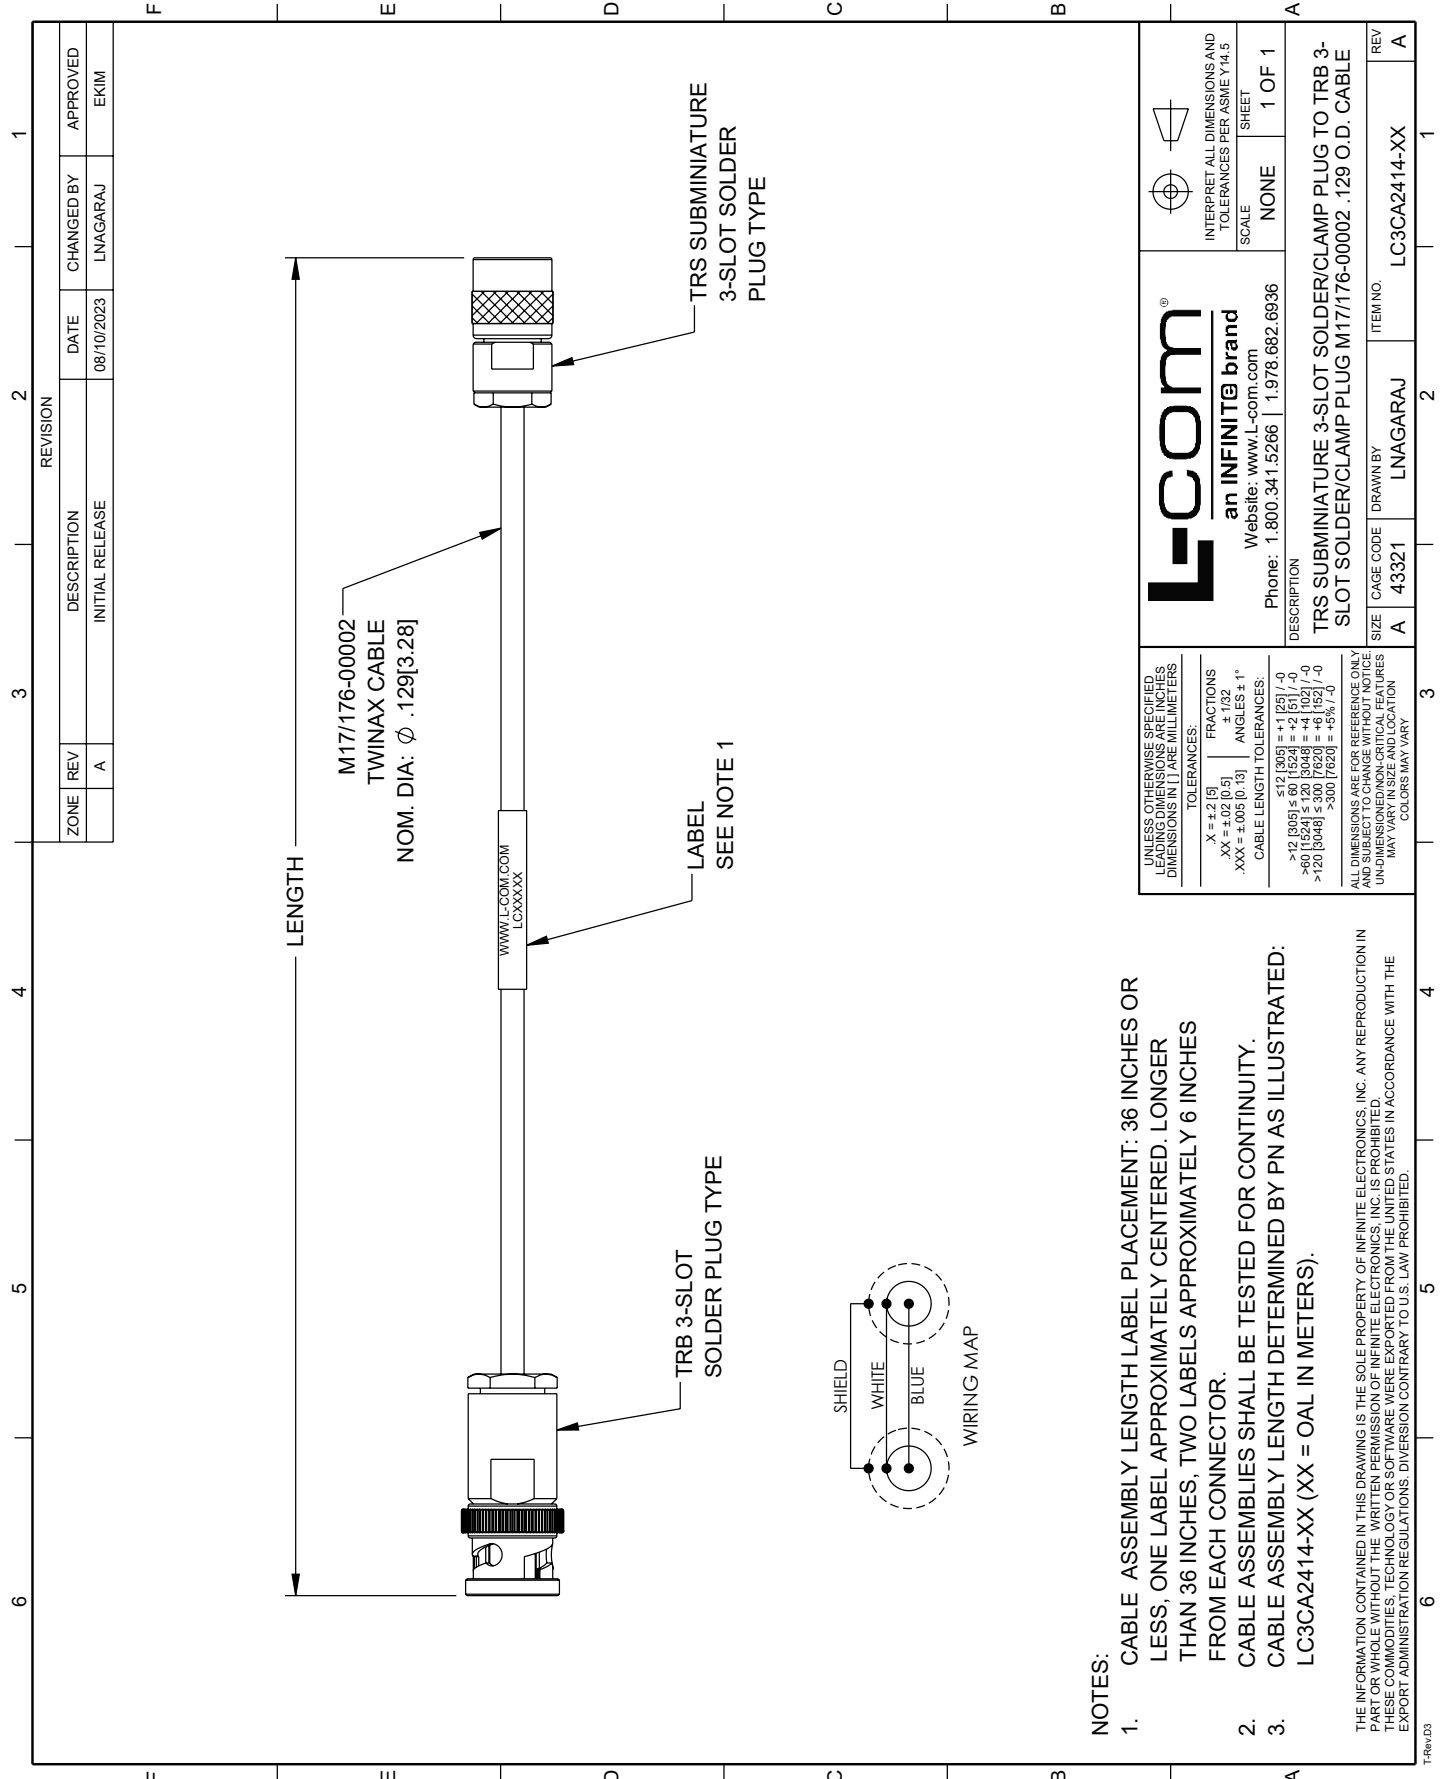 6
5
4
3
2
1
F
E
D
C
B
A
REVISION
ZONE REV DESCRIPTION DATE CHANGED BY APPROVED
A INITIAL RELEASE 08/10/2023 LNAGARAJ EKIM
LENGTH
M17/176-00002
TWINAX CABLE
NOM. DIA: ∅ .129[3.28]
WWW.L-COM.COM
LCXXXXX
TRB 3-SLOT
SOLDER PLUG TYPE
LABEL
SEE NOTE 1
TRS SUBMINIATURE
3-SLOT SOLDER
PLUG TYPE
SHIELD
WHITE
BLUE
WIRING MAP
NOTES:
1. CABLE ASSEMBLY LENGTH LABEL PLACEMENT: 36 INCHES OR
LESS, ONE LABEL APPROXIMATELY CENTERED. LONGER
THAN 36 INCHES, TWO LABELS APPROXIMATELY 6 INCHES
FROM EACH CONNECTOR.
2. CABLE ASSEMBLIES SHALL BE TESTED FOR CONTINUITY.
3. CABLE ASSEMBLY LENGTH DETERMINED BY PN AS ILLUSTRATED:
LC3CA2414-XX (XX = OAL IN METERS).
THE INFORMATION CONTAINED IN THIS DRAWING IS THE SOLE PROPERTY OF INFINITE ELECTRONICS, INC. ANY REPRODUCTION IN
PART OR WHOLE WITHOUT THE WRITTEN PERMISSION OF INFINITE ELECTRONICS, INC. IS PROHIBITED.
THESE COMMODITIES, TECHNOLOGY OR SOFTWARE WERE EXPORTED FROM THE UNITED STATES IN ACCORDANCE WITH THE
EXPORT ADMINISTRATION REGULATIONS. DIVERSION CONTRARY TO U.S. LAW PROHIBITED.
UNLESS OTHERWISE SPECIFIED
LEADING DIMENSIONS ARE INCHES
DIMENSIONS IN [ ] ARE MILLIMETERS
TOLERANCES:
.X = ±.2 [5] FRACTIONS
.XX = ±.02 [0.5] ± 1/32
.XXX = ±.005 [0.13] ANGLES ± 1°
CABLE LENGTH TOLERANCES:
≤12 [305] = +1 [25] / -0
>12 [305] ≤ 60 [1524] = +2 [51] / -0
>60 [1524] ≤ 120 [3048] = +4 [102] / -0
>120 [3048] ≤ 300 [7620] = +6 [152] / -0
>300 [7620] = +5% / -0
ALL DIMENSIONS ARE FOR REFERENCE ONLY
AND SUBJECT TO CHANGE WITHOUT NOTICE.
UN-DIMENSIONED/NON-CRITICAL FEATURES
MAY VARY IN SIZE AND LOCATION
COLORS MAY VARY
L-com®
an INFINITe brand
Website: www.L-com.com
Phone: 1.800.341.5266 | 1.978.682.6936
INTERPRET ALL DIMENSIONS AND
TOLERANCES PER ASME Y14.5
SCALE
NONE
SHEET
1 OF 1
DESCRIPTION
TRS SUBMINIATURE 3-SLOT SOLDER/CLAMP PLUG TO TRB 3-
SLOT SOLDER/CLAMP PLUG M17/176-00002 .129 O.D. CABLE
SIZE
A
CAGE CODE
43321
DRAWN BY
LNAGARAJ
ITEM NO.
LC3CA2414-XX
REV
A
F
E
D
C
B
A
6
5
4
3
2
1
T-Rev.D3